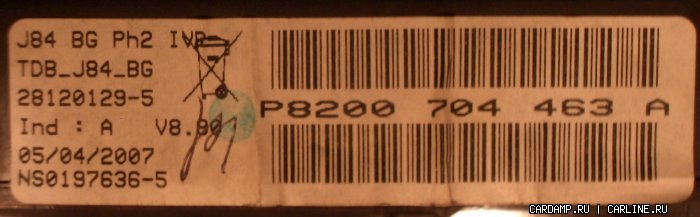 J84 BG Ph2 IVP
TDB_J84_BG
28120129-5
Ind : A V8.90
05/04/2007
NS0197636-5
P8200 704 463 A
CARDAMP.RU | CARLINE.RU